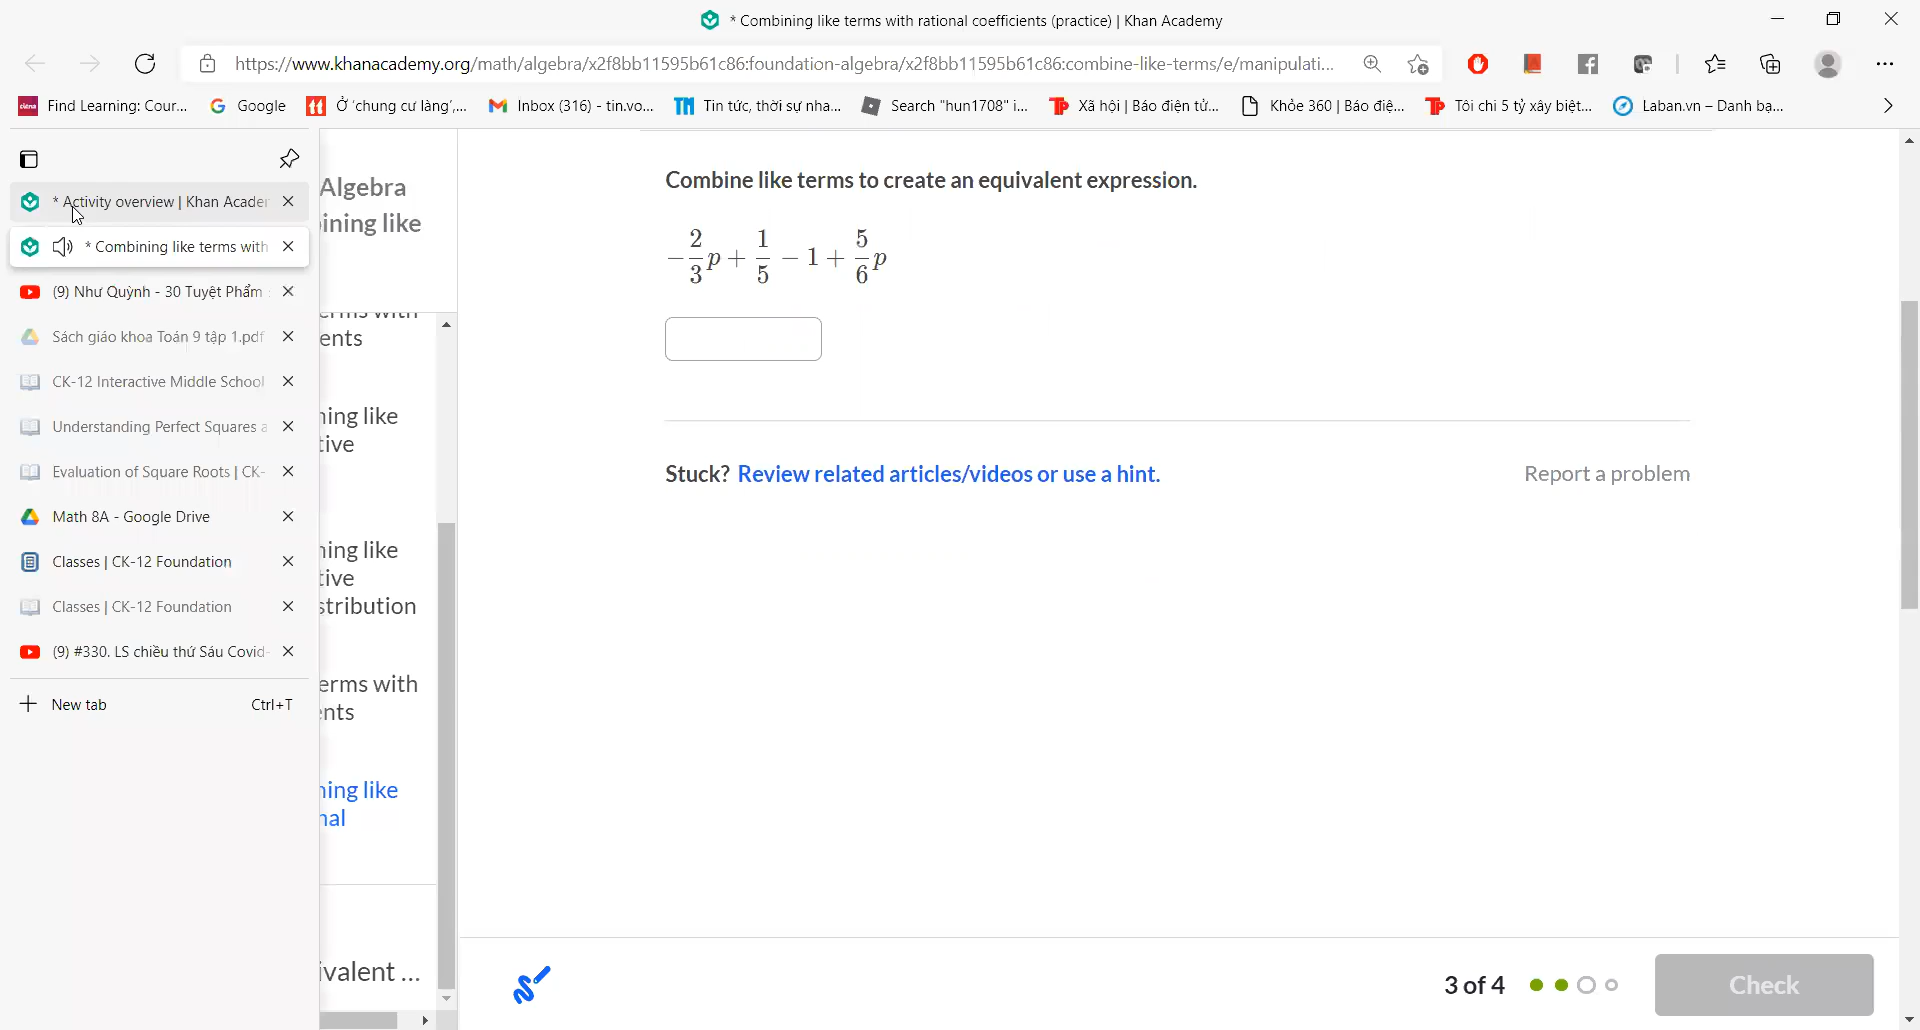 * Combining like terms with rational coefficients (practice) | Khan Academy
https://www.khanacademy.org/math/algebra/x2f8bb11595b61c86:foundation-algebra/x2f8bb11595b61c86:combine-like-terms/e/manipulati...
Find Learning: Cour... Google Ở 'chung cư làng',... Inbox (316) - tin.vo... Tin tức, thời sự nha... Search "hun1708" i... Xã hội | Báo điện tử... Khỏe 360 | Báo điệ... Tôi chi 5 tỷ xây biệt... Laban.vn – Danh bạ...
* Activity overview | Khan Acader
* Combining like terms with
(9) Như Quỳnh - 30 Tuyệt Phẩm
Sách giáo khoa Toán 9 tập 1.pdf
CK-12 Interactive Middle School
Understanding Perfect Squares a
Evaluation of Square Roots | CK-
Math 8A - Google Drive
Classes | CK-12 Foundation
Classes | CK-12 Foundation
(9) #330. LS chiều thứ Sáu Covid-
New tab Ctrl+T
Algebra
ining like
ents
ning like
tive
ning like
tive
stribution
erms with
ents
ning like
nal
ivalent ...
Combine like terms to create an equivalent expression.
-2/3 p + 1/5 - 1 + 5/6 p
Stuck? Review related articles/videos or use a hint. Report a problem
3 of 4 Check